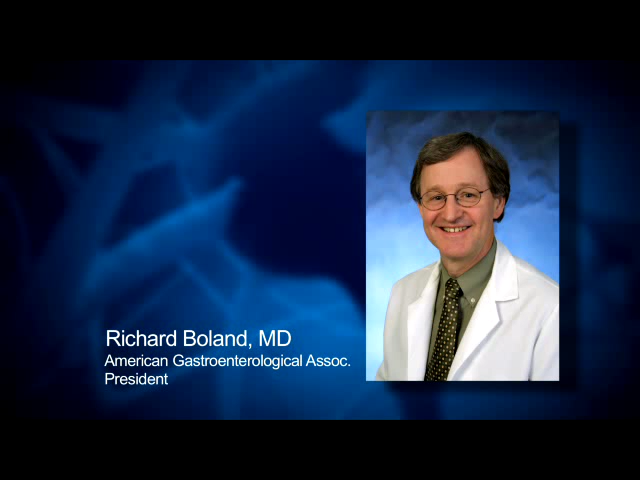 Richard Boland, MD
American Gastroenterological Assoc.
President